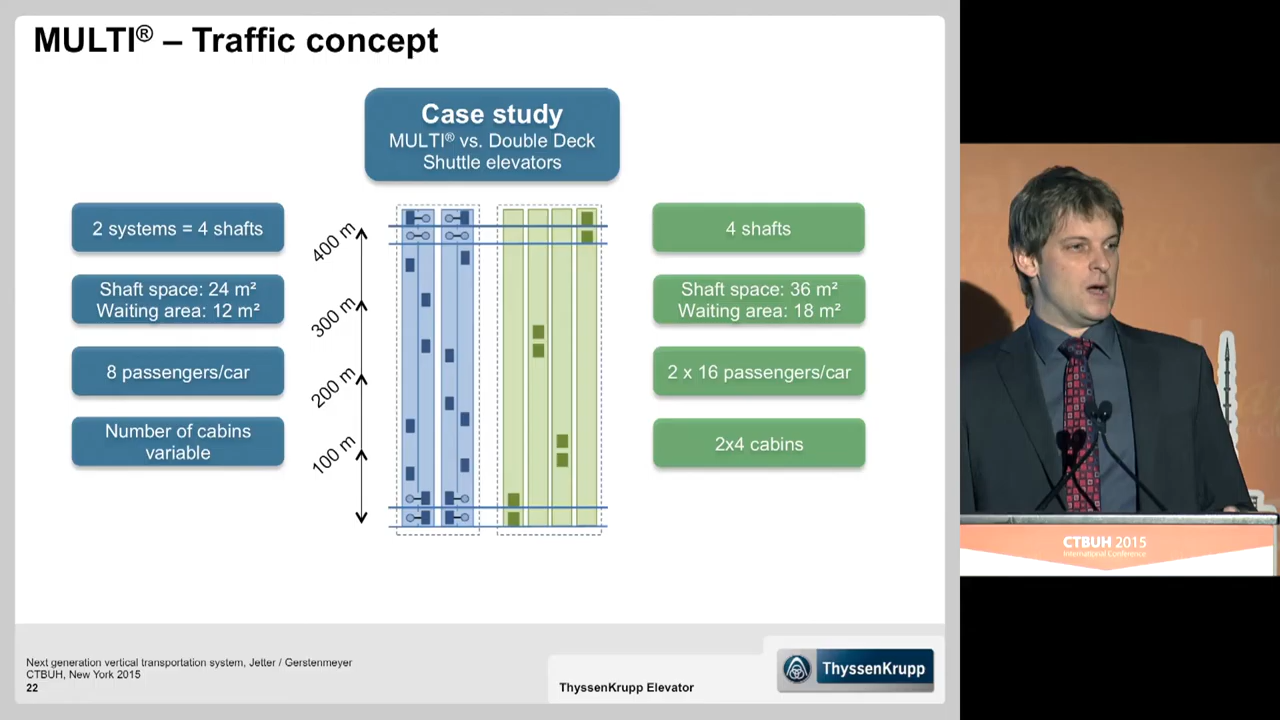 MULTI® – Traffic concept
Case study
MULTI® vs. Double Deck
Shuttle elevators
2 systems = 4 shafts
Shaft space: 24 m²
Waiting area: 12 m²
8 passengers/car
Number of cabins
variable
400 m
300 m
200 m
100 m
4 shafts
Shaft space: 36 m²
Waiting area: 18 m²
2 x 16 passengers/car
2x4 cabins
CTBUH 2015
International Conference
Next generation vertical transportation system, Jetter / Gerstenmeyer
CTBUH, New York 2015
22
ThyssenKrupp Elevator
ThyssenKrupp